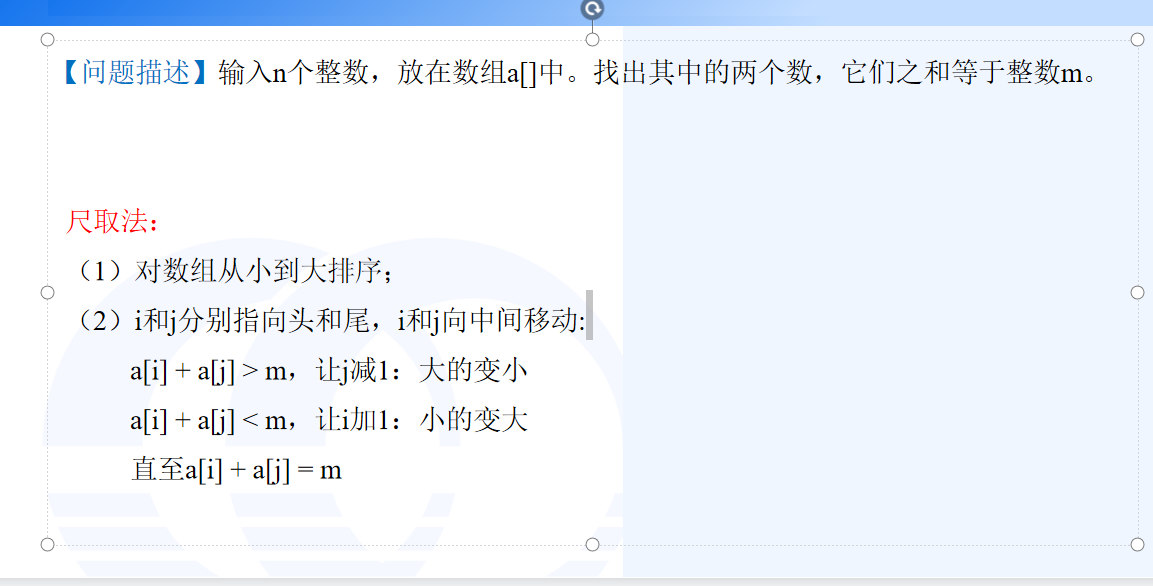 【问题描述】输入n个整数，放在数组a[]中。找出其中的两个数，它们之和等于整数m。
尺取法：
（1）对数组从小到大排序；
（2）i和j分别指向头和尾，i和j向中间移动:
a[i] + a[j] > m，让j减1：大的变小
a[i] + a[j] < m，让i加1：小的变大
直至a[i] + a[j] = m